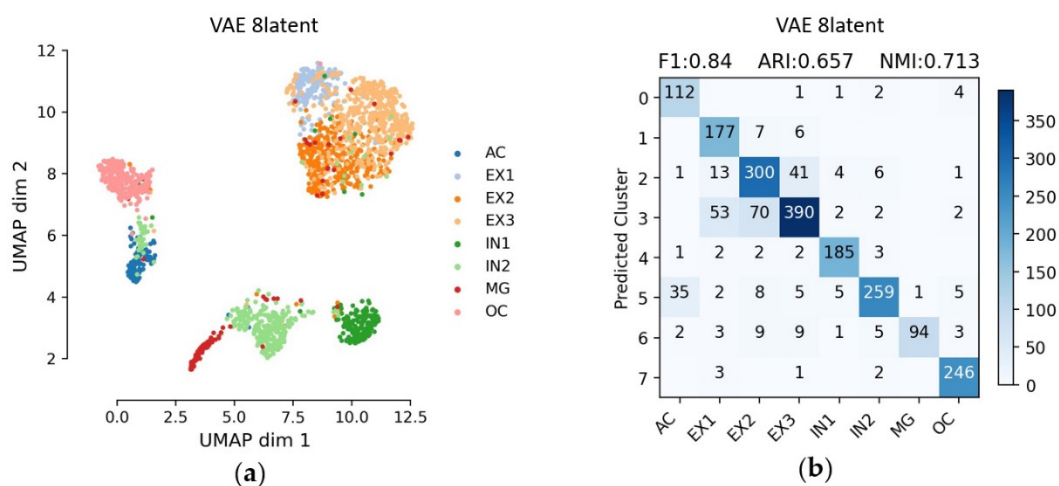 VAE 8latent
12
10
8
6
4
2
UMAP dim 2
0.0 2.5 5.0 7.5 10.0 12.5
UMAP dim 1
AC
EX1
EX2
EX3
IN1
IN2
MG
OC
(a)
VAE 8latent
F1:0.84 ARI:0.657 NMI:0.713
Predicted Cluster
0 112 1 1 2 4
1 177 7 6
2 1 13 300 41 4 6 1
3 53 70 390 2 2 2
4 1 2 2 2 185 3
5 35 2 8 5 5 259 1 5
6 2 3 9 9 1 5 94 3
7 3 1 2 246
AC EX1 EX2 EX3 IN1 IN2 MG OC
350
300
250
200
150
100
50
0
(b)